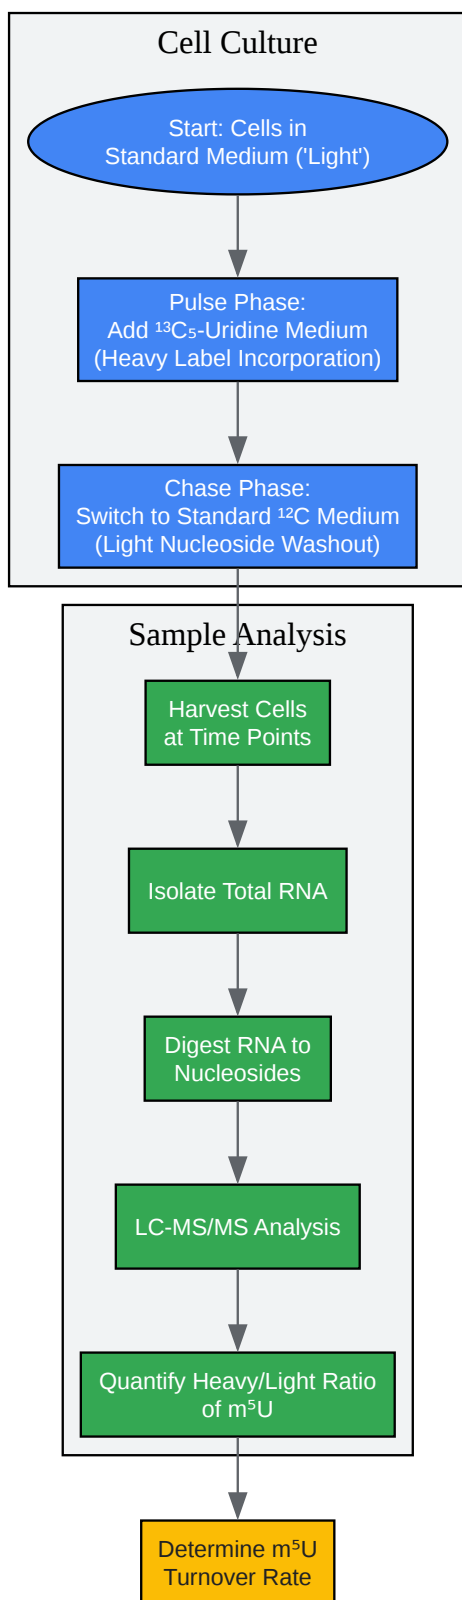 Cell Culture
Start: Cells in
Standard Medium ('Light')
Pulse Phase:
Add ¹³C₅-Uridine Medium
(Heavy Label Incorporation)
Chase Phase:
Switch to Standard ¹²C Medium
(Light Nucleoside Washout)
Sample Analysis
Harvest Cells
at Time Points
Isolate Total RNA
Digest RNA to
Nucleosides
LC-MS/MS Analysis
Quantify Heavy/Light Ratio
of m⁵U
Determine m⁵U
Turnover Rate